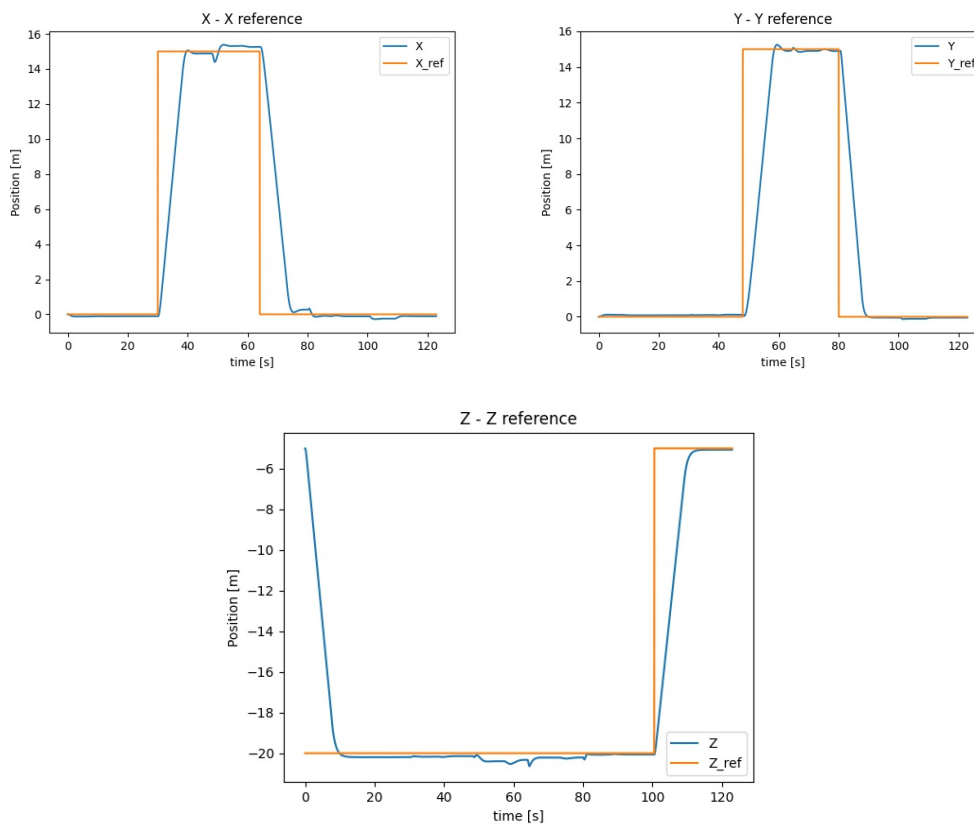 X - X reference
16
14
12
10
8
6
4
2
0
Position [m]
X
X_ref
0 20 40 60 80 100 120
time [s]
Y - Y reference
16
14
12
10
8
6
4
2
0
Position [m]
Y
Y_ref
0 20 40 60 80 100 120
time [s]
Z - Z reference
−6
−8
−10
−12
−14
−16
−18
−20
Position [m]
Z
Z_ref
0 20 40 60 80 100 120
time [s]